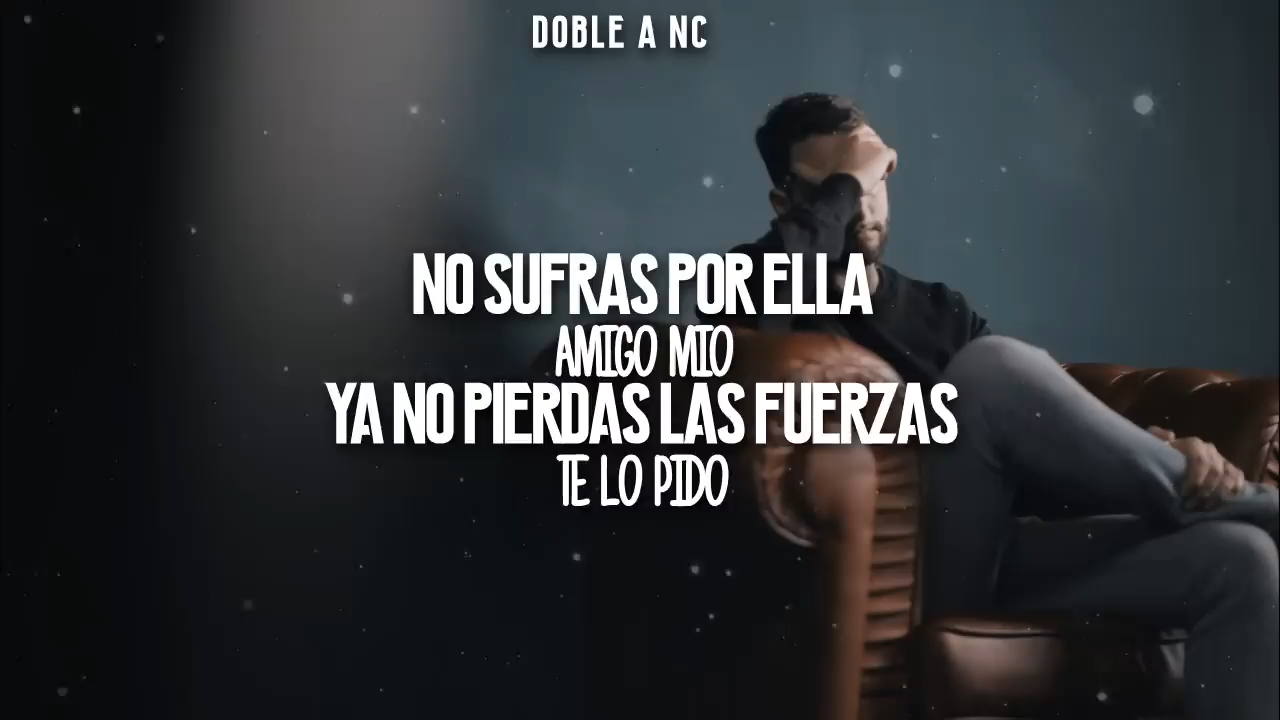 DOBLE A NC
NO SUFRAS POR ELLA
AMIGO MIO
YA NO PIERDAS LAS FUERZAS
TE LO PIDO